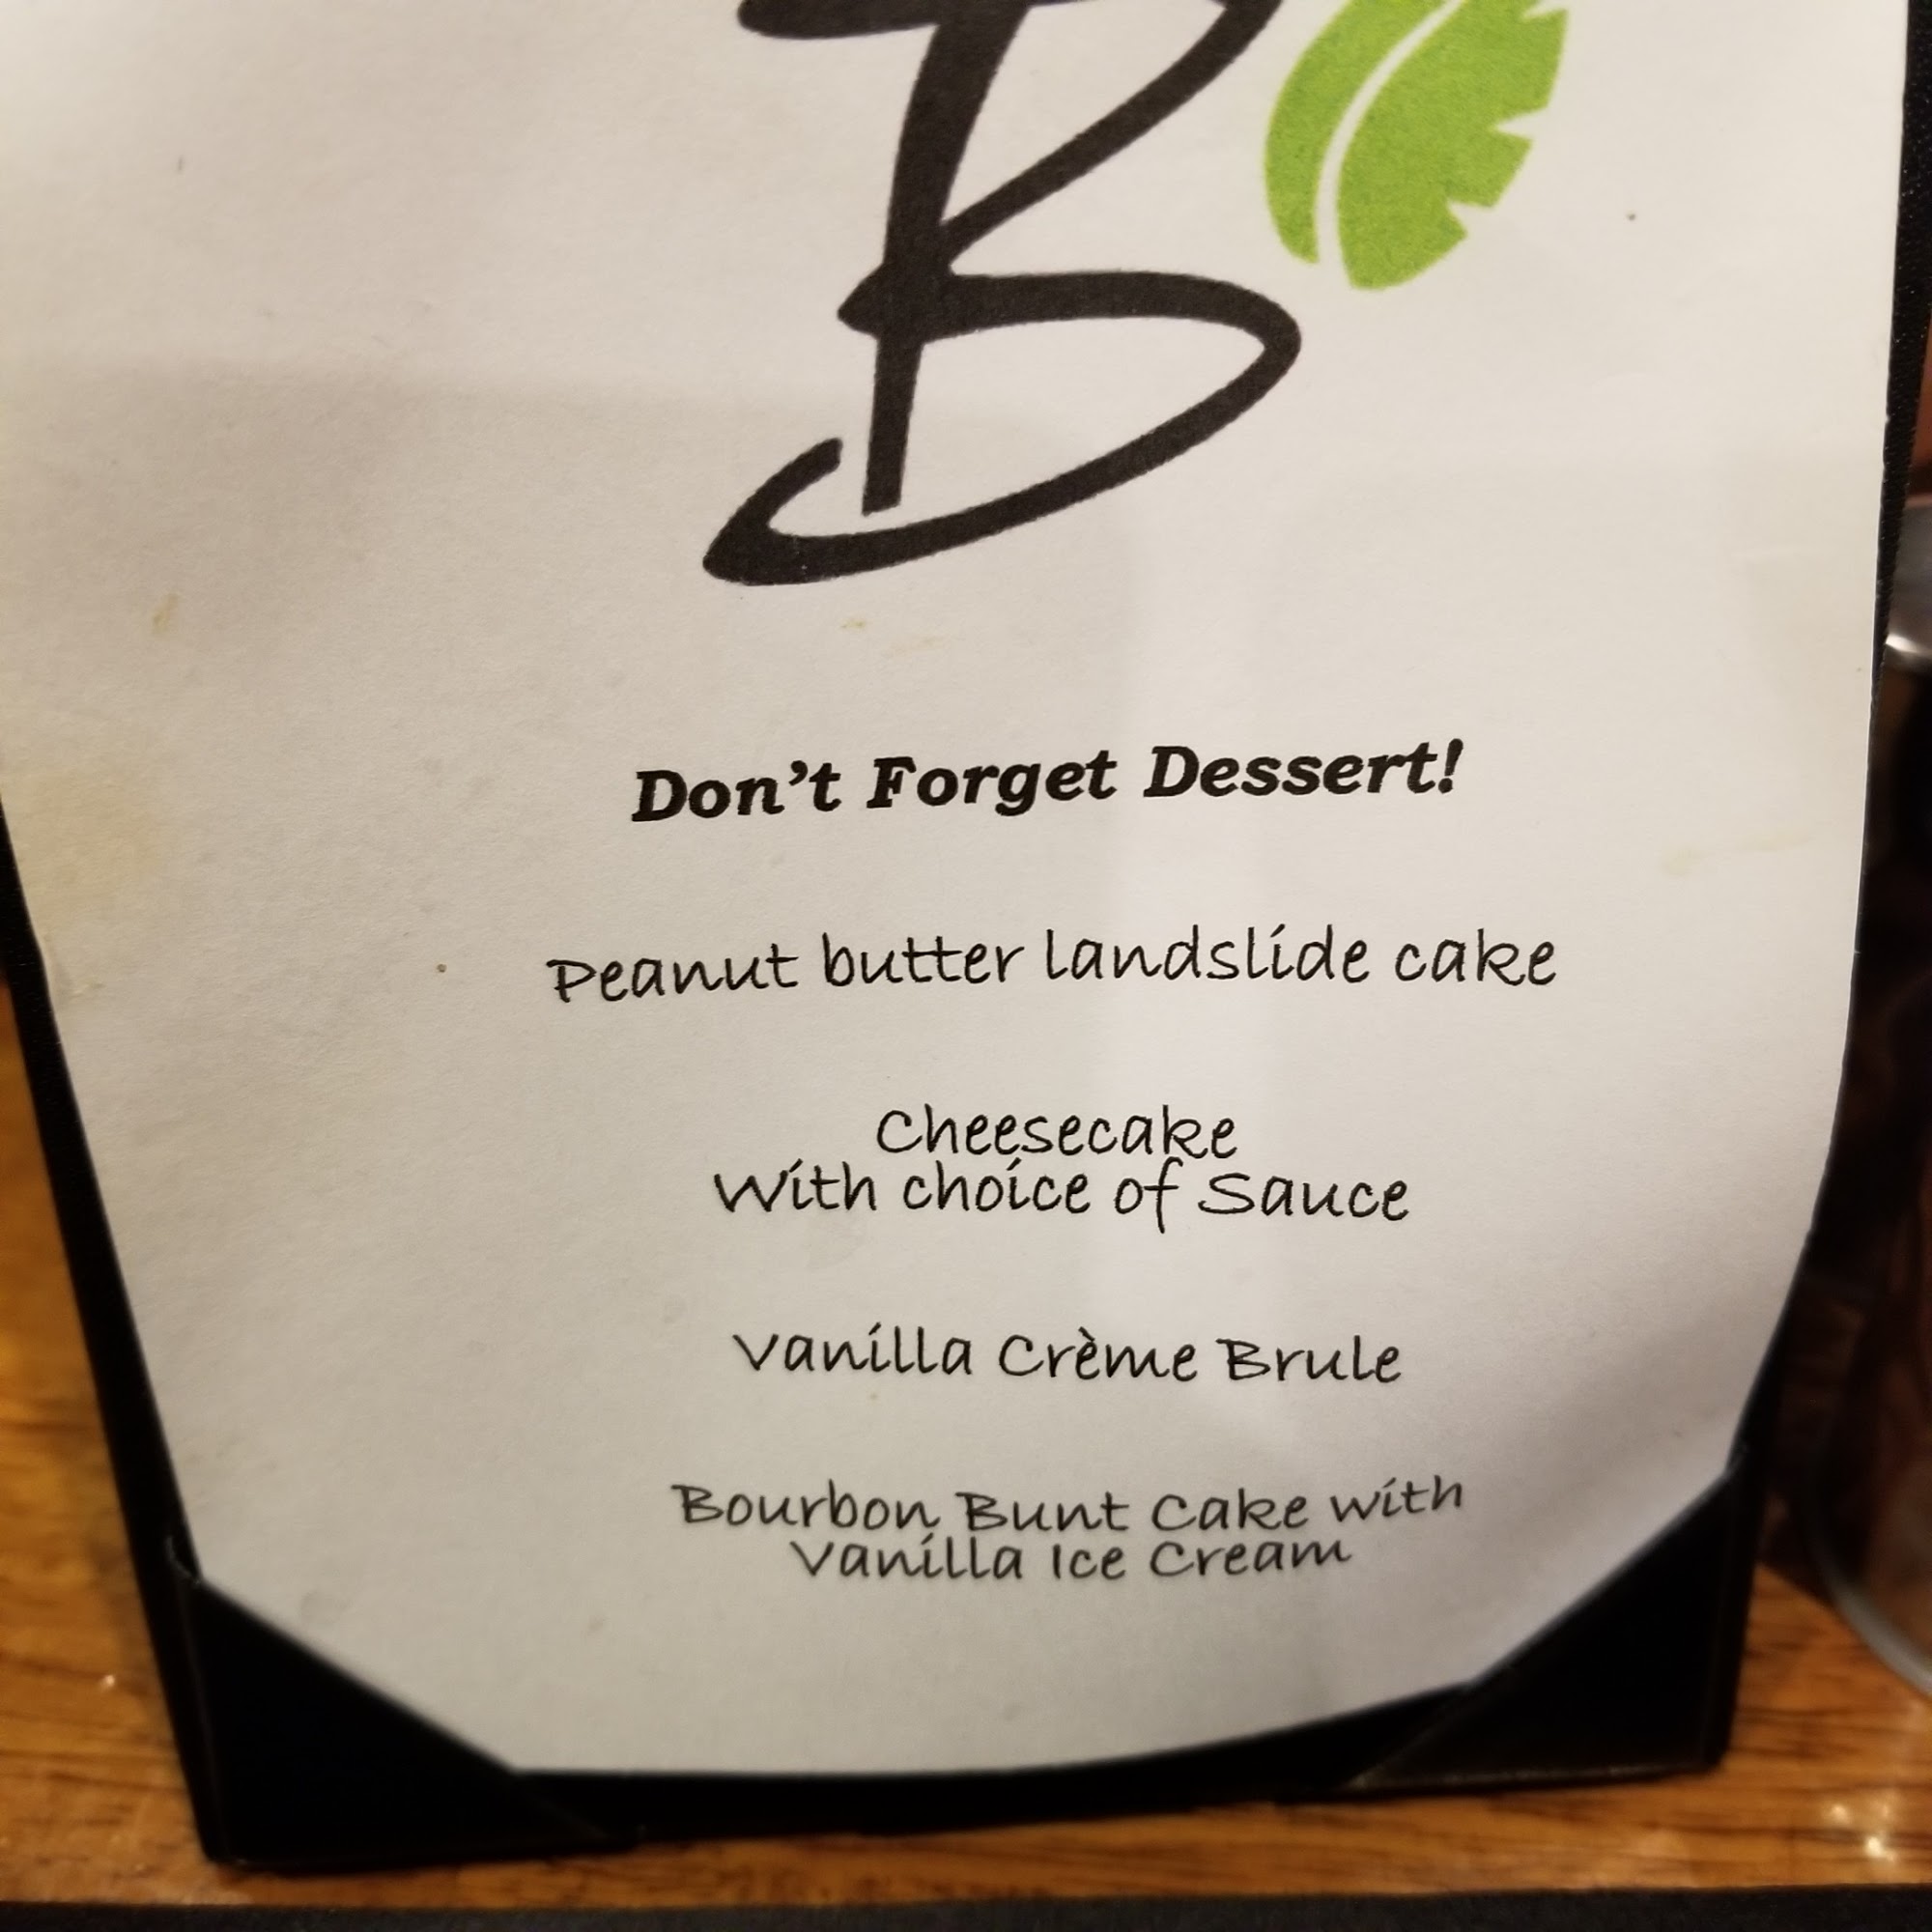 B
Don't Forget Dessert!
Peanut butter landslide cake
Cheesecake
With choice of Sauce
Vanilla Crème Brule
Bourbon Bunt Cake with
Vanilla Ice Cream